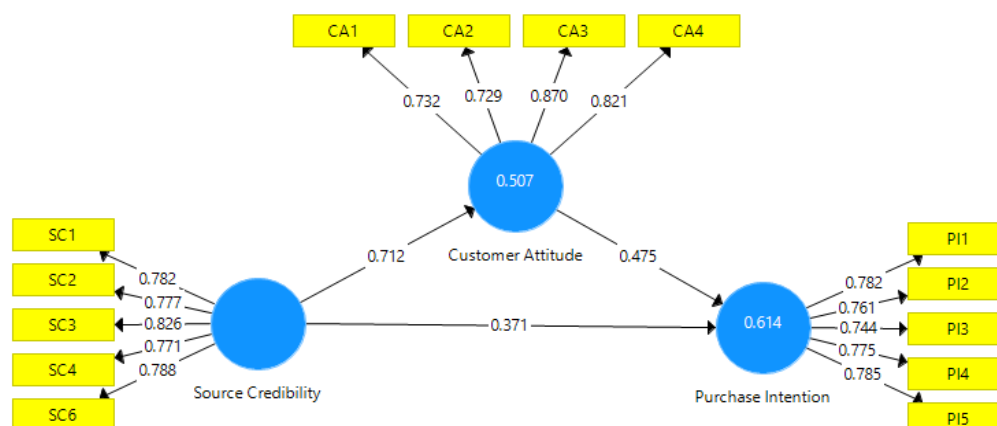 CA1 CA2 CA3 CA4
0.732 0.729 0.870 0.821
0.507
Customer Attitude
SC1
SC2
SC3
SC4
SC6
0.782
0.777
0.826
0.771
0.788
Source Credibility
0.712
0.475
0.371
0.614
Purchase Intention
0.782
0.761
0.744
0.775
0.785
PI1
PI2
PI3
PI4
PI5